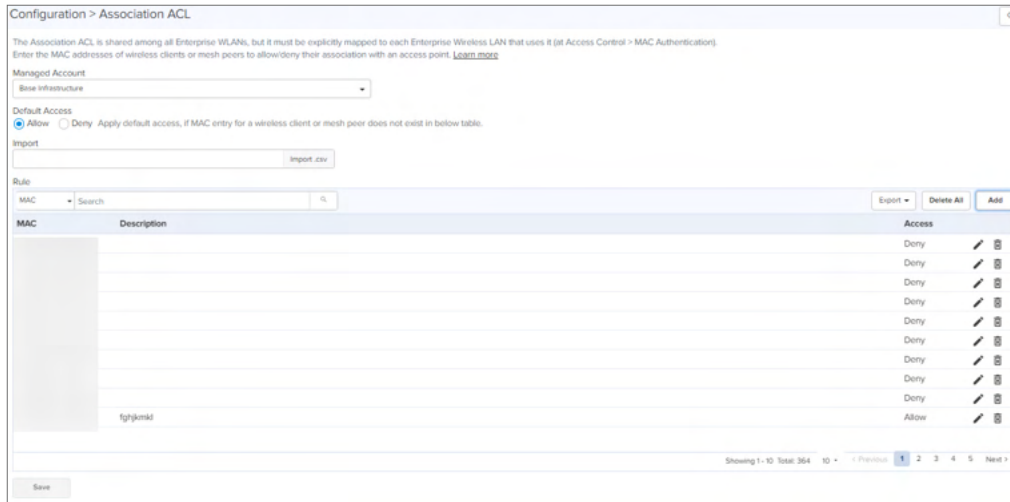 Configuration > Association ACL
The Association ACL is shared among all Enterprise WLANs, but it must be explicitly mapped to each Enterprise Wireless LAN that uses it (at Access Control > MAC Authentication).
Enter the MAC addresses of wireless clients or mesh peers to allow/deny their association with an access point. Learn more
Managed Account
Base Infrastructure
Default Access
Allow Deny Apply default access, if MAC entry for a wireless client or mesh peer does not exist in below table.
Import
Import .csv
Rule
MAC Search Export Delete All Add
MAC Description Access
Deny
Deny
Deny
Deny
Deny
Deny
Deny
Deny
Deny
fghjkmkl Allow
Showing 1 - 10 Total: 364 10 < Previous 1 2 3 4 5 Next >
Save